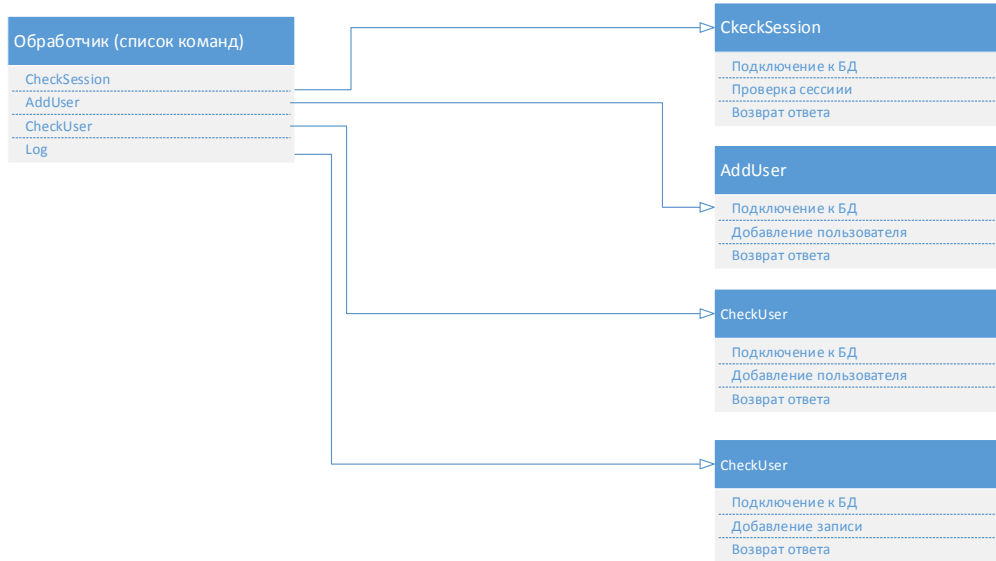 Обработчик (список команд)
CheckSession
AddUser
CheckUser
Log
CkeckSession
Подключение к БД
Проверка сессиии
Возврат ответа
AddUser
Подключение к БД
Добавление пользователя
Возврат ответа
CheckUser
Подключение к БД
Добавление пользователя
Возврат ответа
CheckUser
Подключение к БД
Добавление записи
Возврат ответа